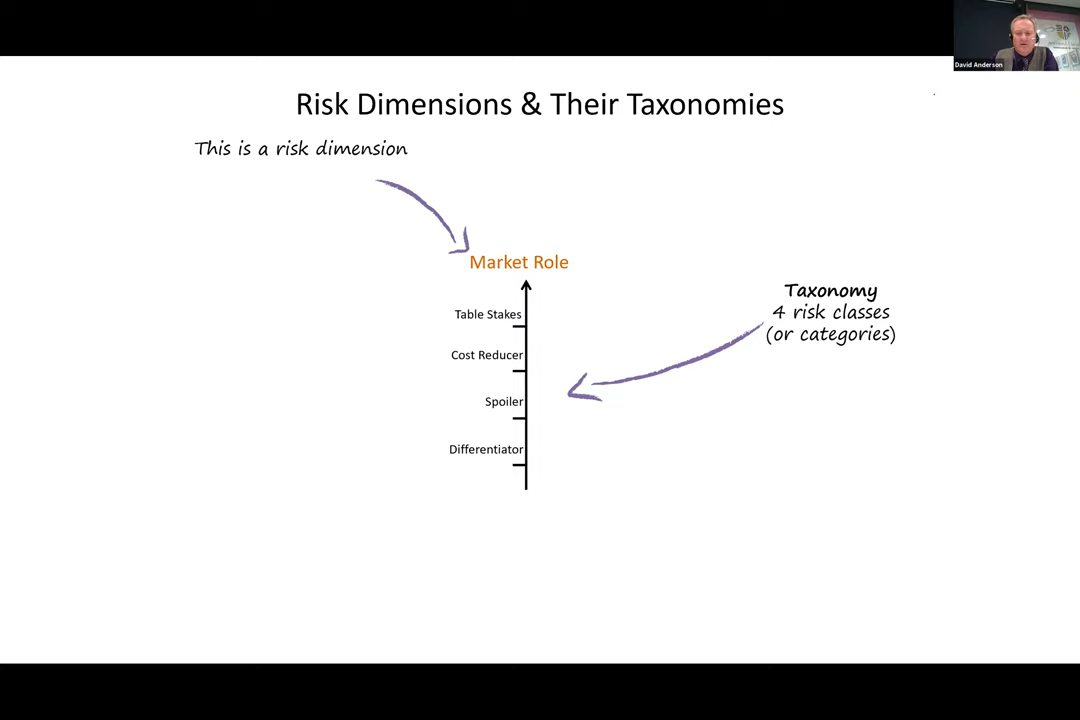 David Anderson
Risk Dimensions & Their Taxonomies
This is a risk dimension
Market Role
Taxonomy
4 risk classes
(or categories)
Table Stakes
Cost Reducer
Spoiler
Differentiator